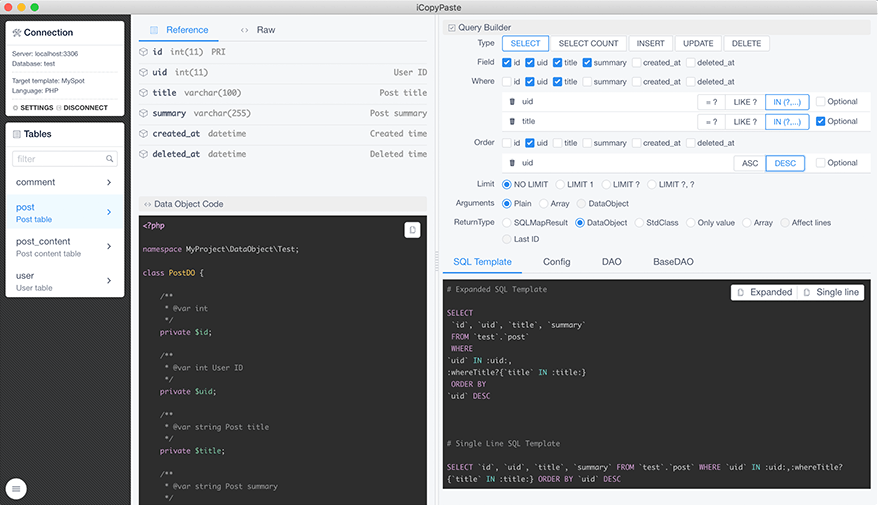 iCopyPaste
Connection
Server: localhost:3306
Database: test
Target template: MySpot
Language: PHP
SETTINGS DISCONNECT
Tables
filter
comment
post
Post table
post_content
Post content table
user
User table
Reference Raw
id int(11) PRI
uid int(11) User ID
title varchar(100) Post title
summary varchar(255) Post summary
created_at datetime Created time
deleted_at datetime Deleted time
<> Data Object Code
<?php
namespace MyProject\DataObject\Test;
class PostDO {
/**
* @var int
*/
private $id;
/**
* @var int User ID
*/
private $uid;
/**
* @var string Post title
*/
private $title;
/**
* @var string Post summary
*/
Query Builder
Type SELECT SELECT COUNT INSERT UPDATE DELETE
Field id uid title summary created_at deleted_at
Where id uid title summary created_at deleted_at
uid = ? LIKE ? IN (?,...) Optional
title = ? LIKE ? IN (?,...) Optional
Order id uid title summary created_at deleted_at
uid ASC DESC Optional
Limit NO LIMIT LIMIT 1 LIMIT ? LIMIT ?, ?
Arguments Plain Array DataObject
ReturnType SQLMapResult DataObject StdClass Only value Array Affect lines
Last ID
SQL Template Config DAO BaseDAO
# Expanded SQL Template
Expanded Single line
SELECT
`id`, `uid`, `title`, `summary`
FROM `test`.`post`
WHERE
`uid` IN :uid:,
:whereTitle?{`title` IN :title:}
ORDER BY
`uid` DESC
# Single Line SQL Template
SELECT `id`, `uid`, `title`, `summary` FROM `test`.`post` WHERE `uid` IN :uid:,:whereTitle?
{`title` IN :title:} ORDER BY `uid` DESC